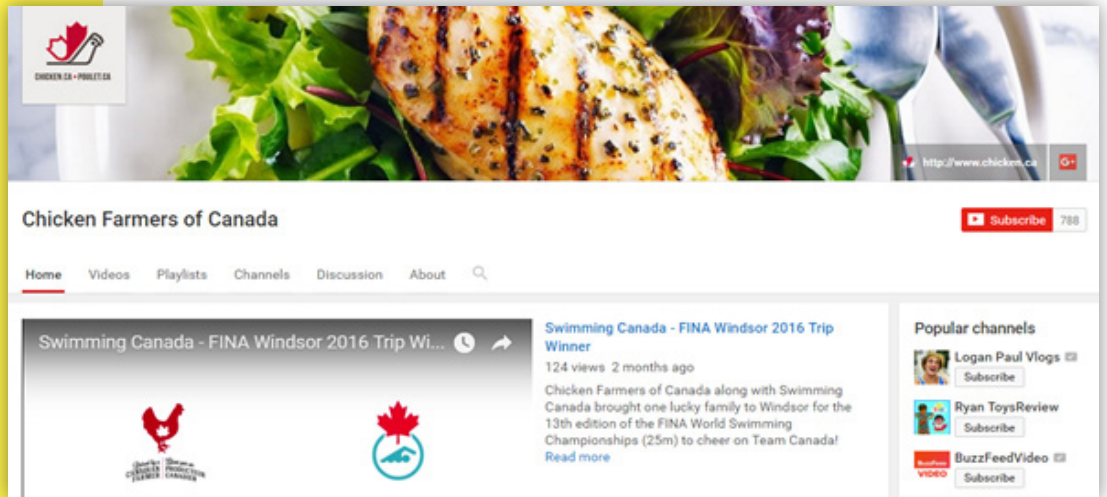 CHICKEN.CA • POULET.CA
http://www.chicken.ca
G+
Chicken Farmers of Canada
Subscribe 788
Home Videos Playlists Channels Discussion About
Swimming Canada - FINA Windsor 2016 Trip Wi...
Swimming Canada - FINA Windsor 2016 Trip
Winner
124 views 2 months ago
Chicken Farmers of Canada along with Swimming
Canada brought one lucky family to Windsor for the
13th edition of the FINA World Swimming
Championships (25m) to cheer on Team Canada!
Read more
Popular channels
Logan Paul Vlogs
Subscribe
Ryan ToysReview
Subscribe
BuzzFeed
VIDEO
BuzzFeedVideo
Subscribe